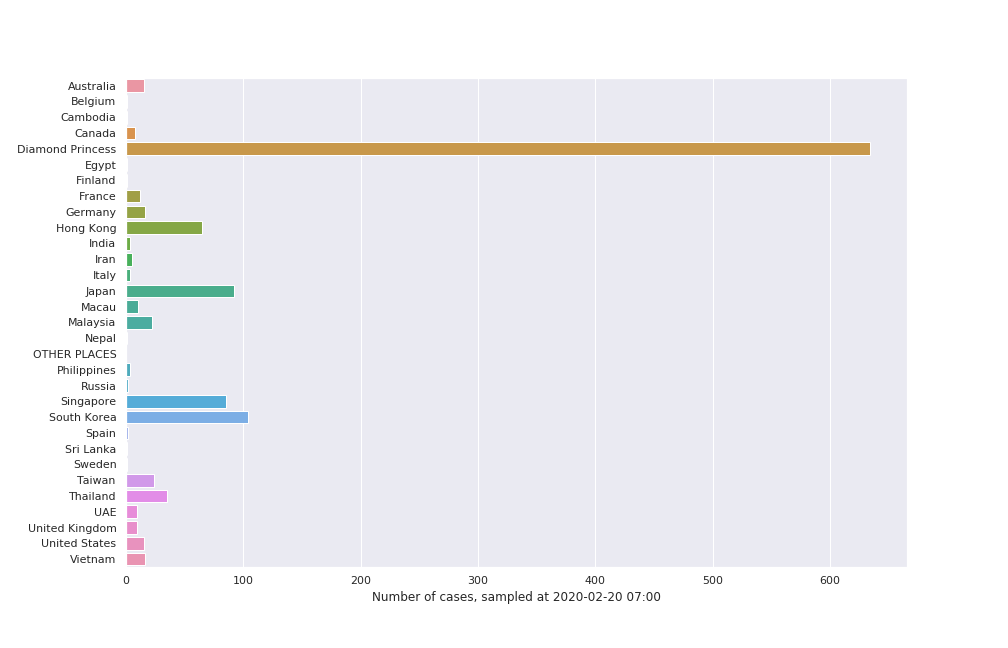 Australia
Belgium
Cambodia
Canada
Diamond Princess
Egypt
Finland
France
Germany
Hong Kong
India
Iran
Italy
Japan
Macau
Malaysia
Nepal
OTHER PLACES
Philippines
Russia
Singapore
South Korea
Spain
Sri Lanka
Sweden
Taiwan
Thailand
UAE
United Kingdom
United States
Vietnam
0 100 200 300 400 500 600
Number of cases, sampled at 2020-02-20 07:00